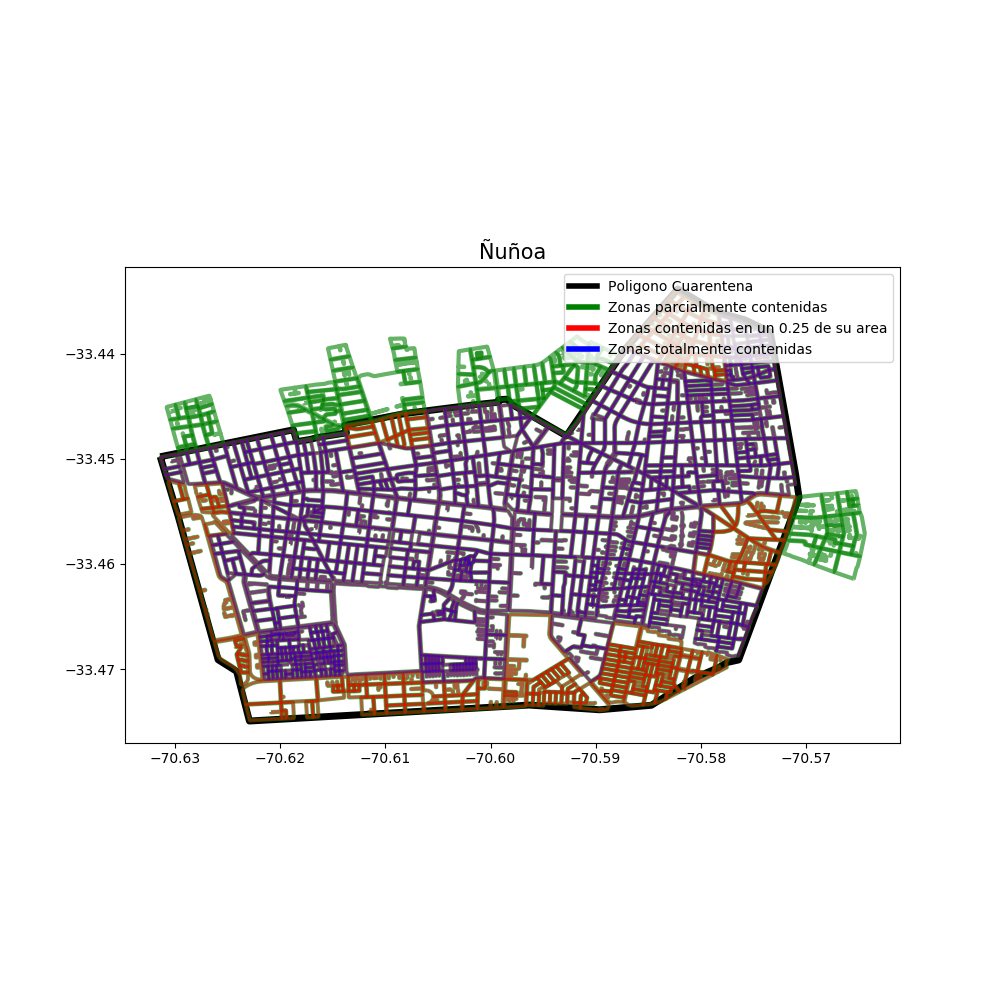 Ñuñoa
Poligono Cuarentena
Zonas parcialmente contenidas
Zonas contenidas en un 0.25 de su area
Zonas totalmente contenidas
−33.44
−33.45
−33.46
−33.47
−70.63
−70.62
−70.61
−70.60
−70.59
−70.58
−70.57